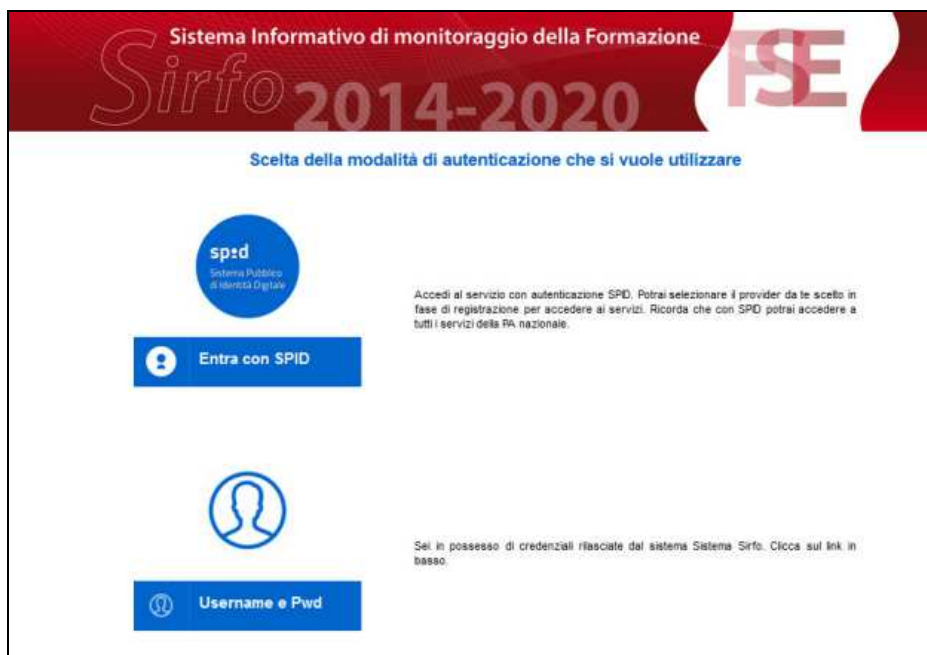 Sistema Informativo di monitoraggio della Formazione
Sirfo 2014-2020
FSE
Scelta della modalità di autenticazione che si vuole utilizzare
sp:d
Sistema Pubblico
di Identità Digitale
Accedi al servizio con autenticazione SPID. Potrai selezionare il provider da te scelto in
fase di registrazione per accedere ai servizi. Ricorda che con SPID potrai accedere a
tutti i servizi della PA nazionale.
Entra con SPID
Sei in possesso di credenziali rilasciate dal sistema Sistema Sirfo. Clicca sul link in
basso.
Username e Pwd